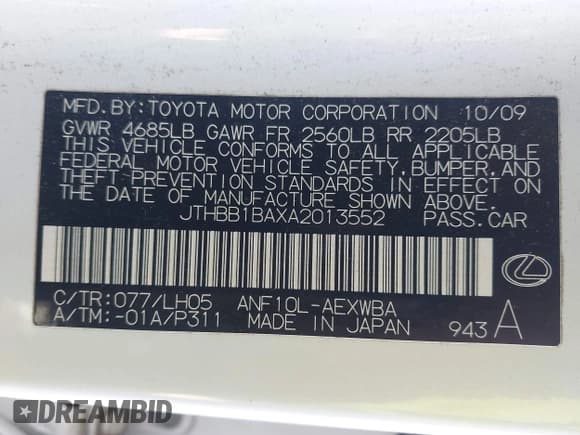 MFD.BY:TOYOTA MOTOR CORPORATION 10/09
GVWR 4685LB GAWR FR 2560LB RR 2205LB
THIS VEHICLE CONFORMS TO ALL APPLICABLE
FEDERAL MOTOR VEHICLE SAFETY,BUMPER,AND
THEFT PREVENTION STANDARDS IN EFFECT ON
THE DATE OF MANUFACTURE SHOWN ABOVE.
JTHBB1BAXA2013552 PASS.CAR
C/TR:077/LH05 ANF10L-AEXWBA
A/TM:-01A/P311 MADE IN JAPAN 943 A
DREAMBID